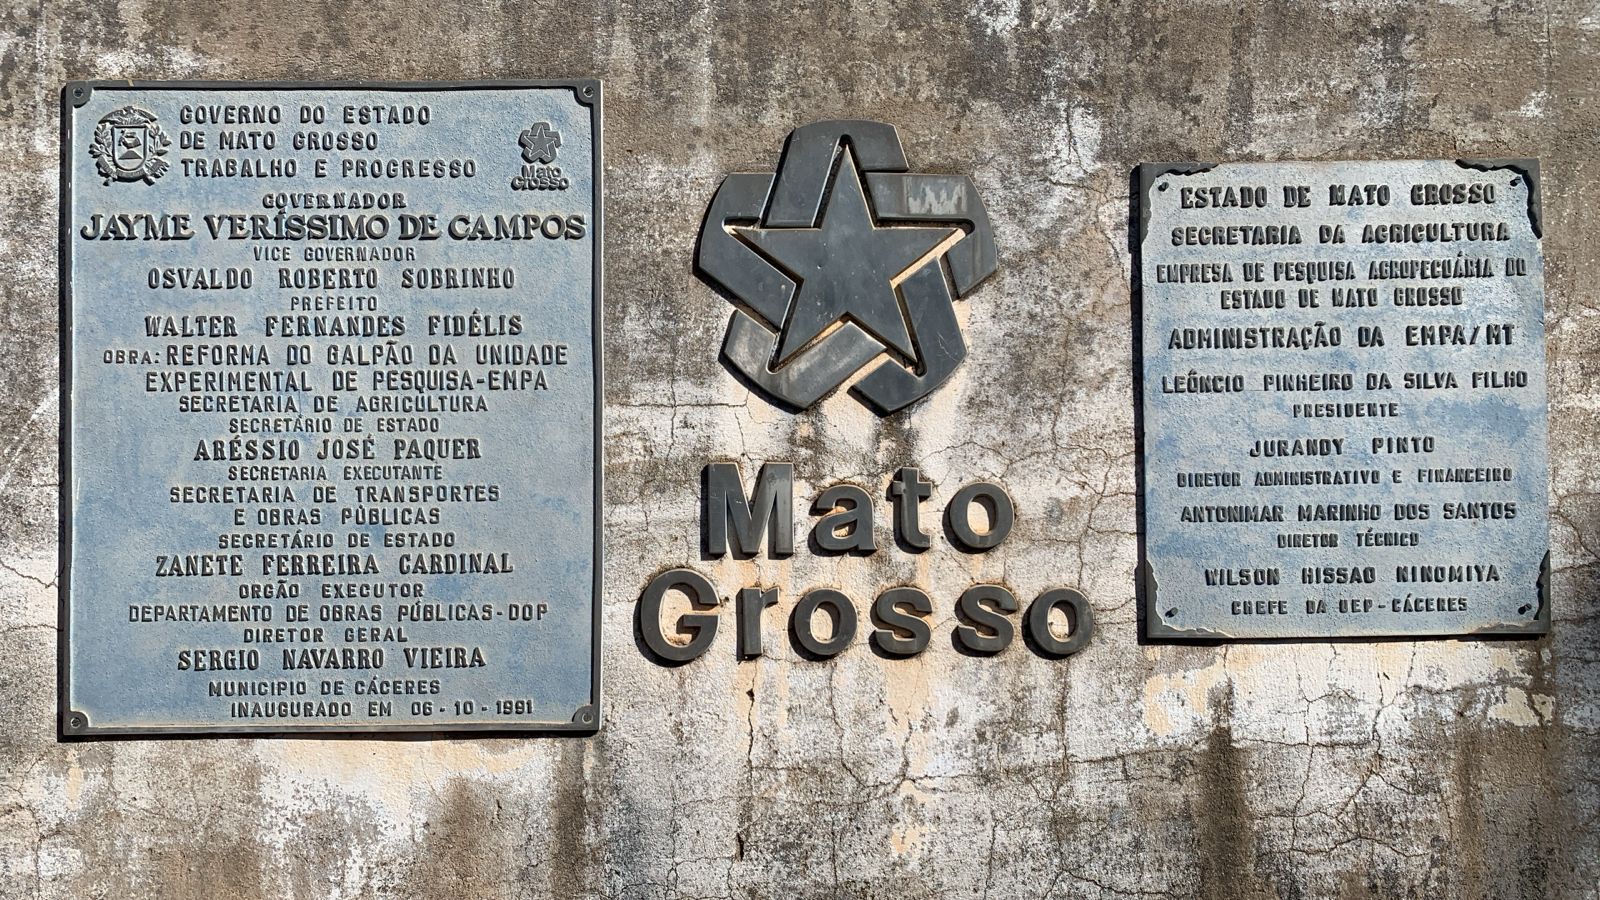 GOVERNO DO ESTADO
DE MATO GROSSO
TRABALHO E PROGRESSO
Mato
Grosso
GOVERNADOR
JAYME VERÍSSIMO DE CAMPOS
VICE GOVERNADOR
OSVALDO ROBERTO SOBRINHO
PREFEITO
WALTER FERNANDES FIDÉLIS
OBRA: REFORMA DO GALPÃO DA UNIDADE
EXPERIMENTAL DE PESQUISA-EMPA
SECRETARIA DE AGRICULTURA
SECRETÁRIO DE ESTADO
ARÉSSIO JOSÉ PAQUER
SECRETARIA EXECUTANTE
SECRETARIA DE TRANSPORTES
E OBRAS PÚBLICAS
SECRETÁRIO DE ESTADO
ZANETE FERREIRA CARDINAL
ORGÃO EXECUTOR
DEPARTAMENTO DE OBRAS PÚBLICAS-DOP
DIRETOR GERAL
SERGIO NAVARRO VIEIRA
MUNICIPIO DE CÁCERES
INAUGURADO EM 06-10-1991
Mato
Grosso
ESTADO DE MATO GROSSO
SECRETARIA DA AGRICULTURA
EMPRESA DE PESQUISA AGROPECUÁRIA DO
ESTADO DE MATO GROSSO
ADMINISTRAÇÃO DA EMPA/MT
LEÔNCIO PINHEIRO DA SILVA FILHO
PRESIDENTE
JURANDY PINTO
DIRETOR ADMINISTRATIVO E FINANCEIRO
ANTONIMAR MARINHO DOS SANTOS
DIRETOR TÉCNICO
WILSON HISSAO NINOMIYA
CHEFE DA UEP-CÁCERES